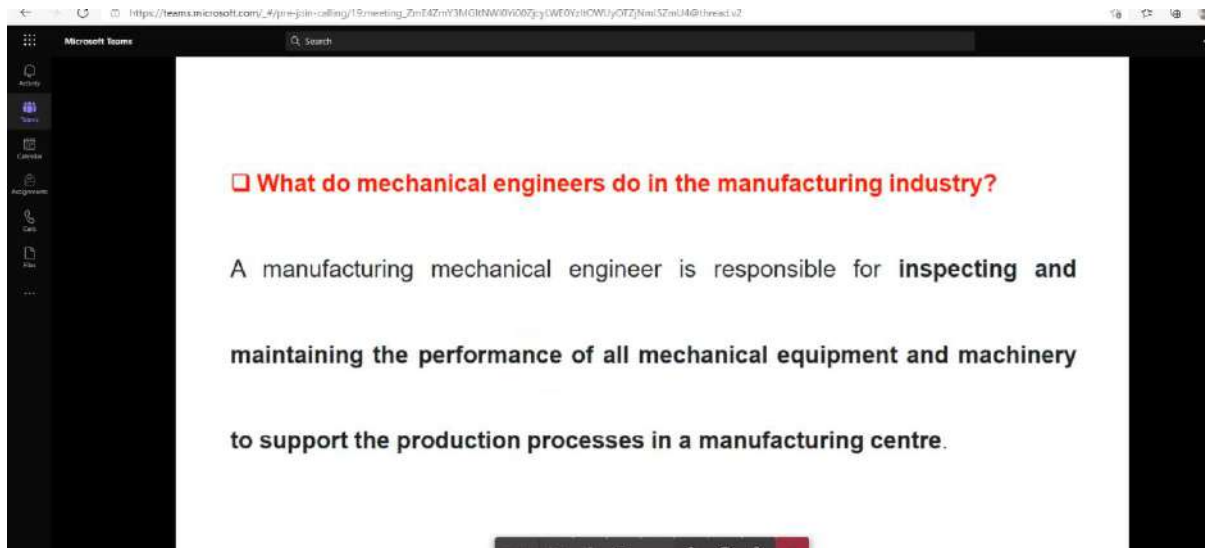 Microsoft Teams
Search
Activity
Teams
Calendar
Assignments
Calls
Files
❑ What do mechanical engineers do in the manufacturing industry?
A manufacturing mechanical engineer is responsible for inspecting and
maintaining the performance of all mechanical equipment and machinery
to support the production processes in a manufacturing centre.